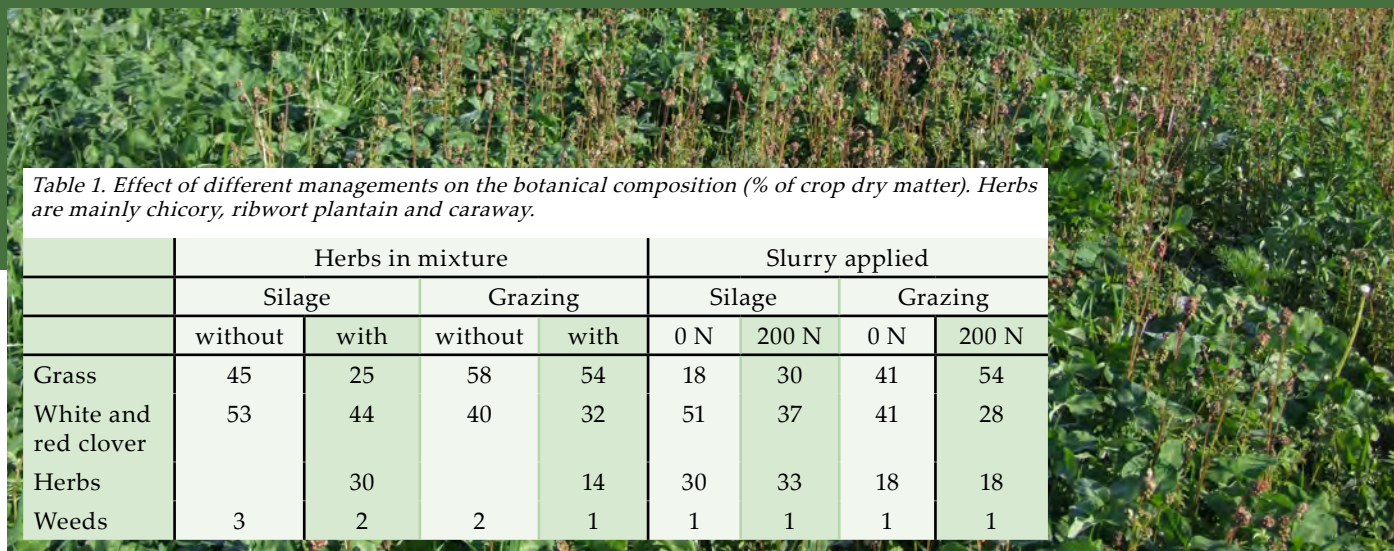 Table 1. Effect of different managements on the botanical composition (% of crop dry matter). Herbs
are mainly chicory, ribwort plantain and caraway.
Herbs in mixture Slurry applied
Silage Grazing Silage Grazing
without with without with 0 N 200 N 0 N 200 N
Grass 45 25 58 54 18 30 41 54
White and 53 44 40 32 51 37 41 28
red clover
Herbs 30 14 30 33 18 18
Weeds 3 2 2 1 1 1 1 1